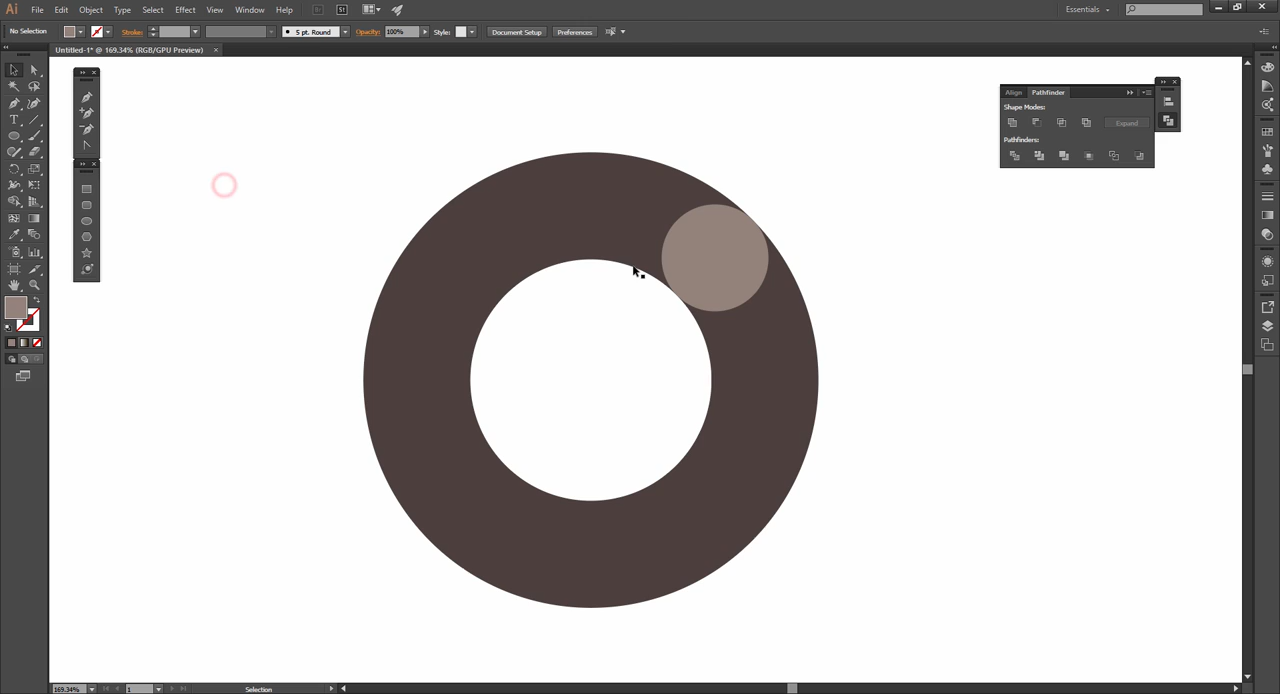 Ai File Edit Object Type Select Effect View Window Help Br St Essentials
No Selection Stroke: 5 pt. Round Opacity: 100% Style: Document Setup Preferences
Untitled-1* @ 169.34% (RGB/GPU Preview) ×
Align Pathfinder
Shape Modes:
Expand
Pathfinders:
T
169.34% 1 Selection